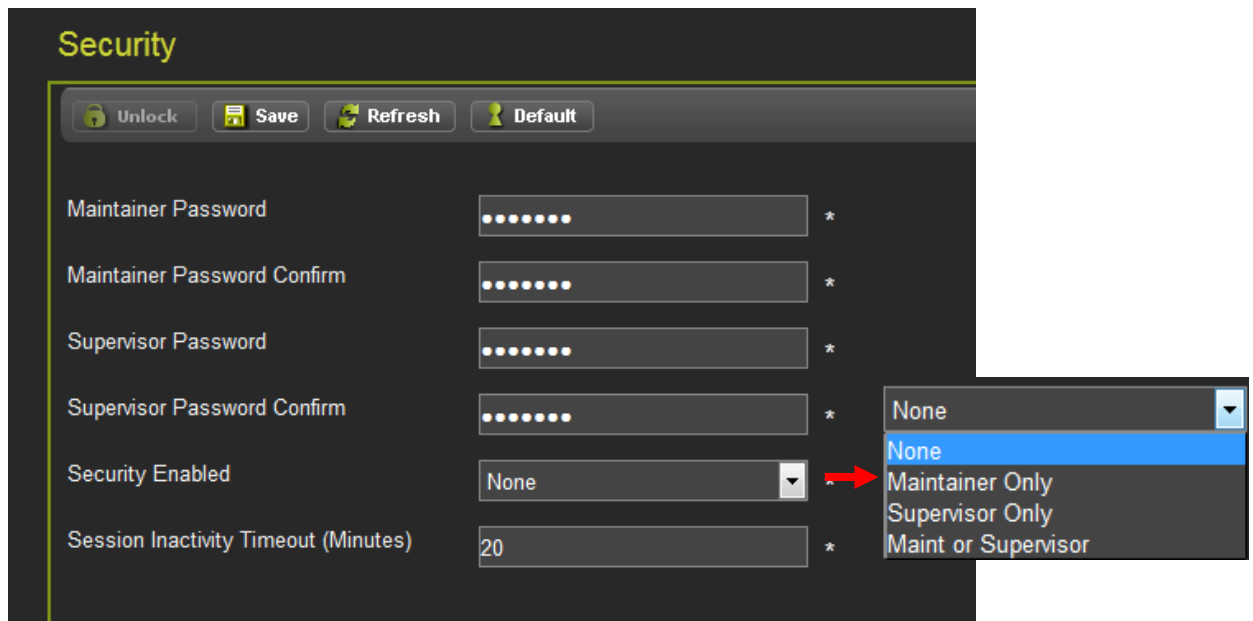 Security
Unlock Save Refresh Default
Maintainer Password ••••••• *
Maintainer Password Confirm ••••••• *
Supervisor Password ••••••• *
Supervisor Password Confirm ••••••• *
Security Enabled None *
Session Inactivity Timeout (Minutes) 20 *
None
None
Maintainer Only
Supervisor Only
Maint or Supervisor